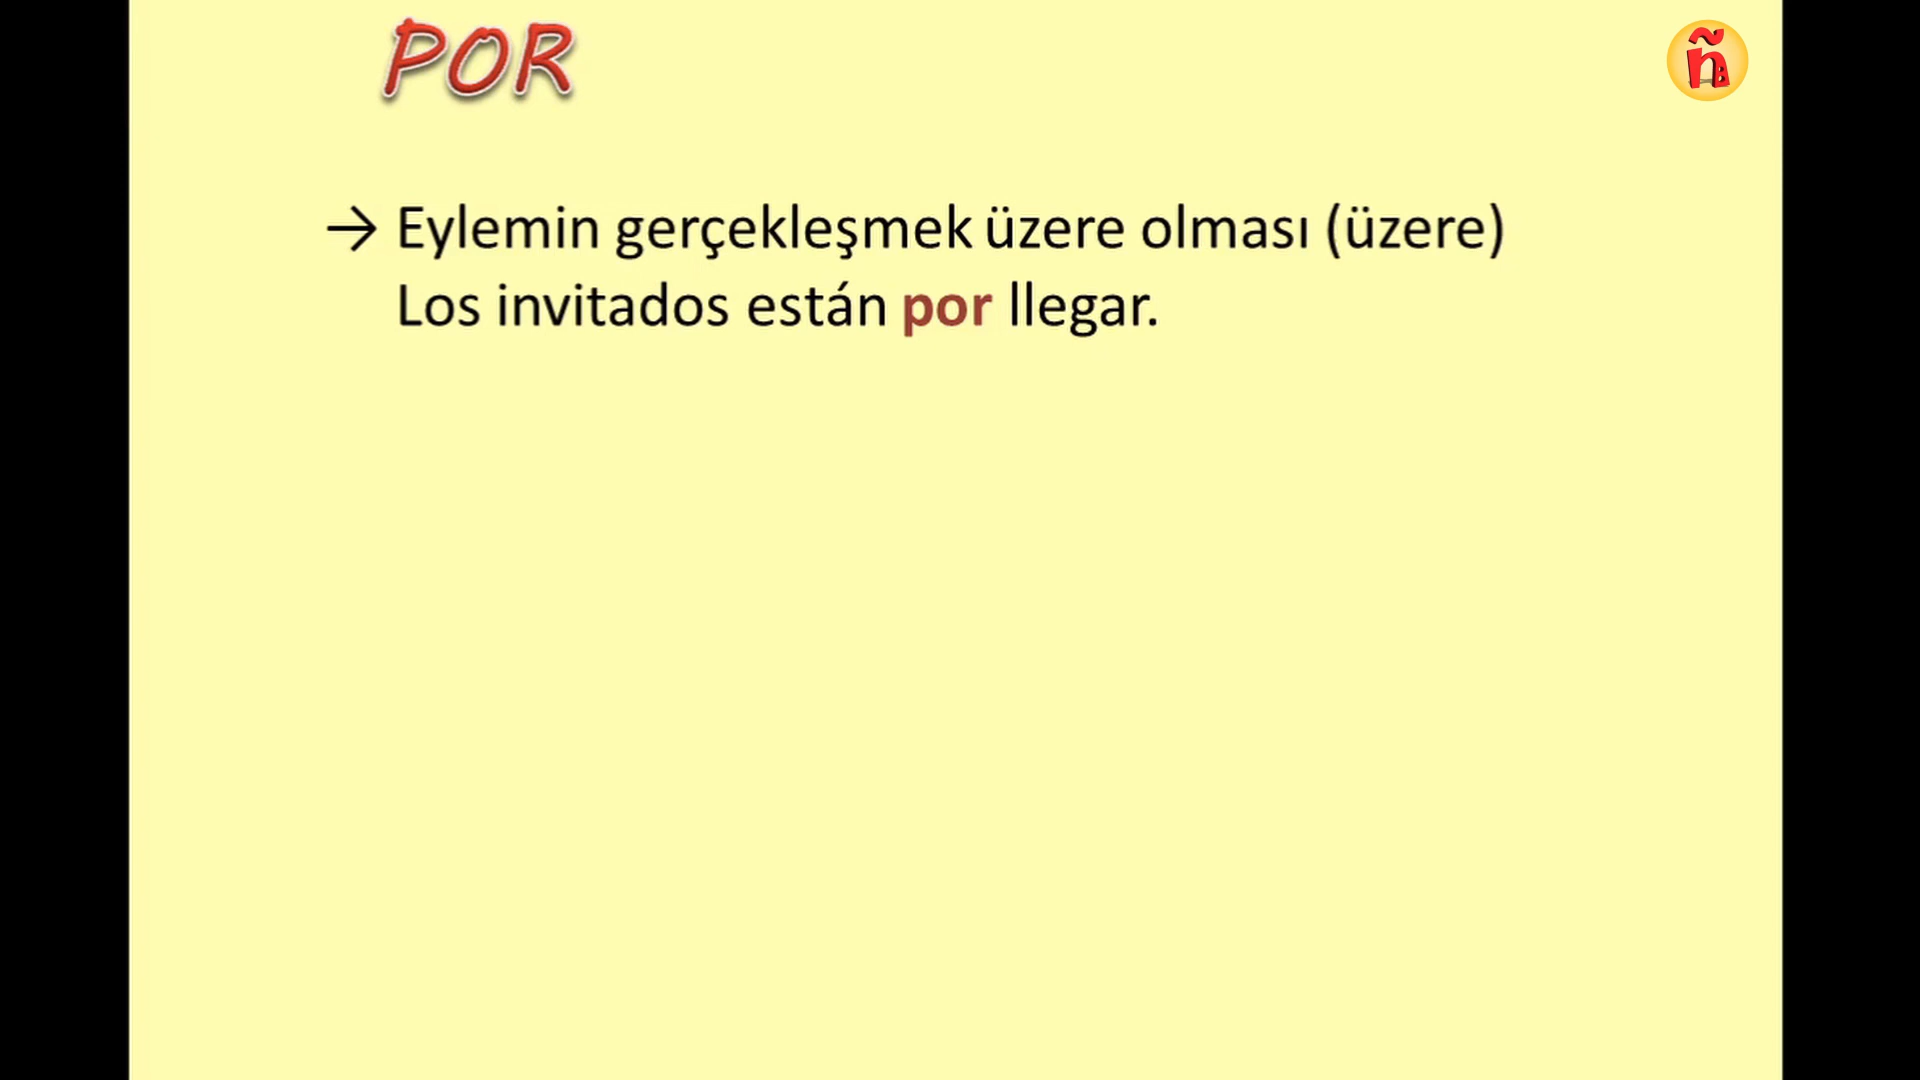 POR
ñ
→ Eylemin gerçekleşmek üzere olması (üzere)
Los invitados están por llegar.